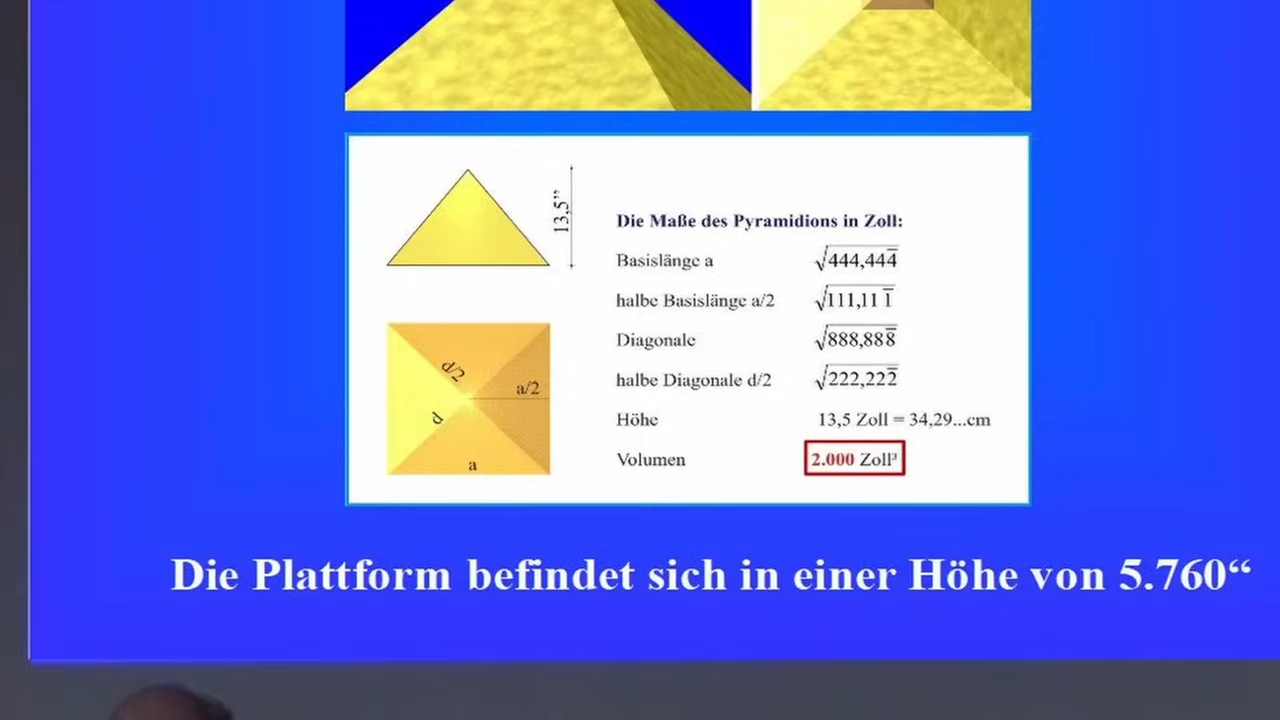 13,5”
Die Maße des Pyramidions in Zoll:
Basislänge a √444,444̅
halbe Basislänge a/2 √111,111̅
Diagonale √888,888̅
halbe Diagonale d/2 √222,222̅
Höhe 13,5 Zoll = 34,29...cm
Volumen 2.000 Zoll³
d/2
a/2
d
a
Die Plattform befindet sich in einer Höhe von 5.760“